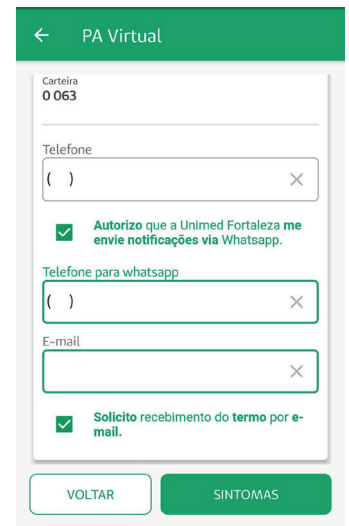 PA Virtual
Carteira
0 063
Telefone
( )
Autorizo que a Unimed Fortaleza me
envie notificações via Whatsapp.
Telefone para whatsapp
( )
E-mail
Solicito recebimento do termo por e-
mail.
VOLTAR
SINTOMAS